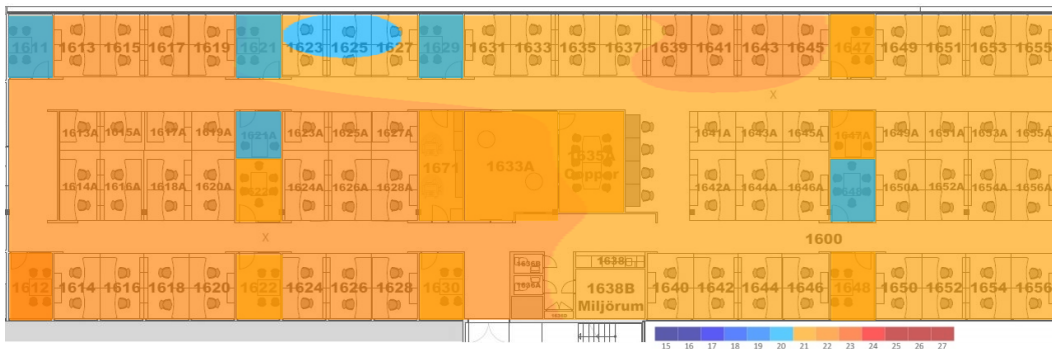 1611 1613 1615 1617 1619 1621 1623 1625 1627 1629 1631 1633 1635 1637 1639 1641 1643 1645 1647 1649 1651 1653 1655
X
1613A 1615A 1617A 1619A 1621A 1623A 1625A 1627A 1641A 1643A 1645A 1647A 1649A 1651A 1653A 1655A
1671 1633A 1635A
Copper
1614A 1616A 1618A 1620A 1624A 1626A 1628A 1642A 1644A 1646A 1650A 1652A 1654A 1656A
X 1600
1638
1612 1614 1616 1618 1620 1622 1624 1626 1628 1630 1638B 1640 1642 1644 1646 1648 1650 1652 1654 1656
Miljörum
15 16 17 18 19 20 21 22 23 24 25 26 27